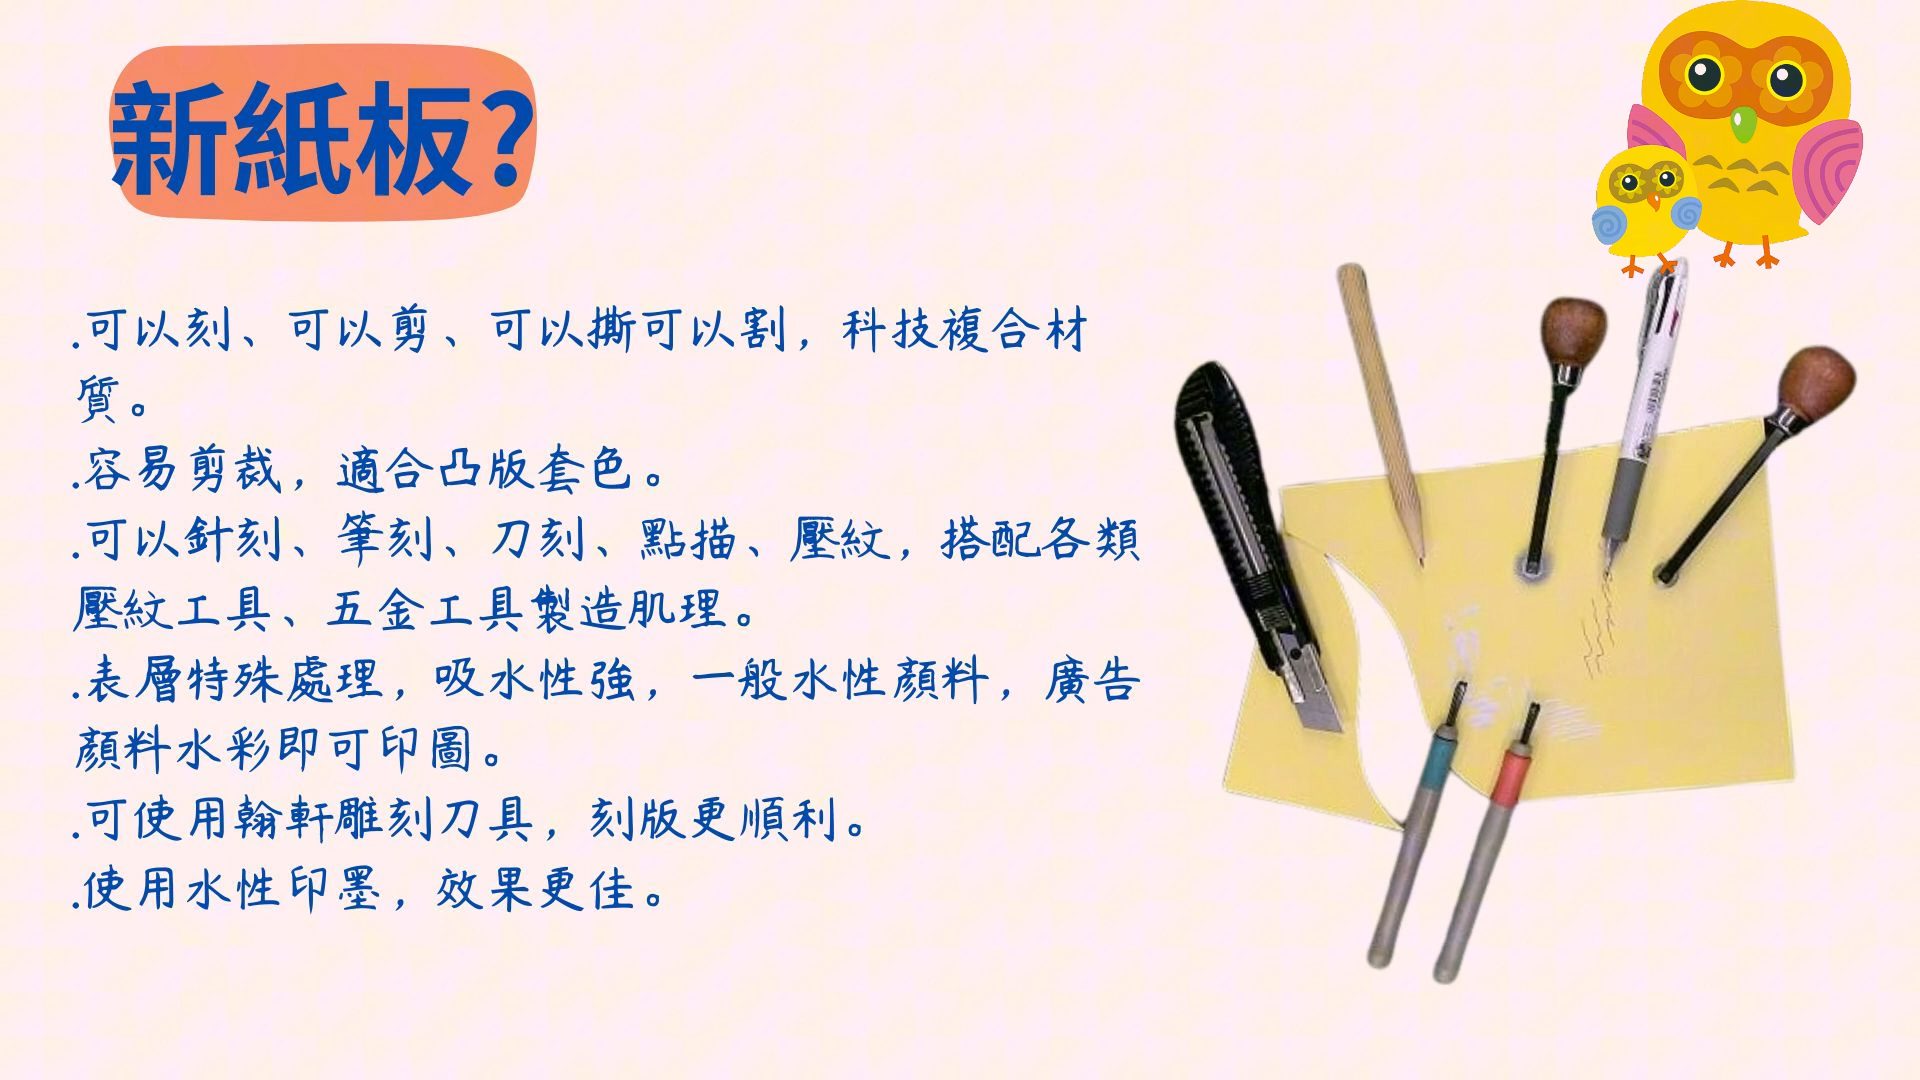 新紙板?
.可以刻、可以剪、可以撕可以割，科技複合材
質。
.容易剪裁，適合凸版套色。
.可以針刻、筆刻、刀刻、點描、壓紋，搭配各類
壓紋工具、五金工具製造肌理。
.表層特殊處理，吸水性強，一般水性顏料，廣告
顏料水彩即可印圖。
.可使用翰軒雕刻刀具，刻版更順利。
.使用水性印墨，效果更佳。